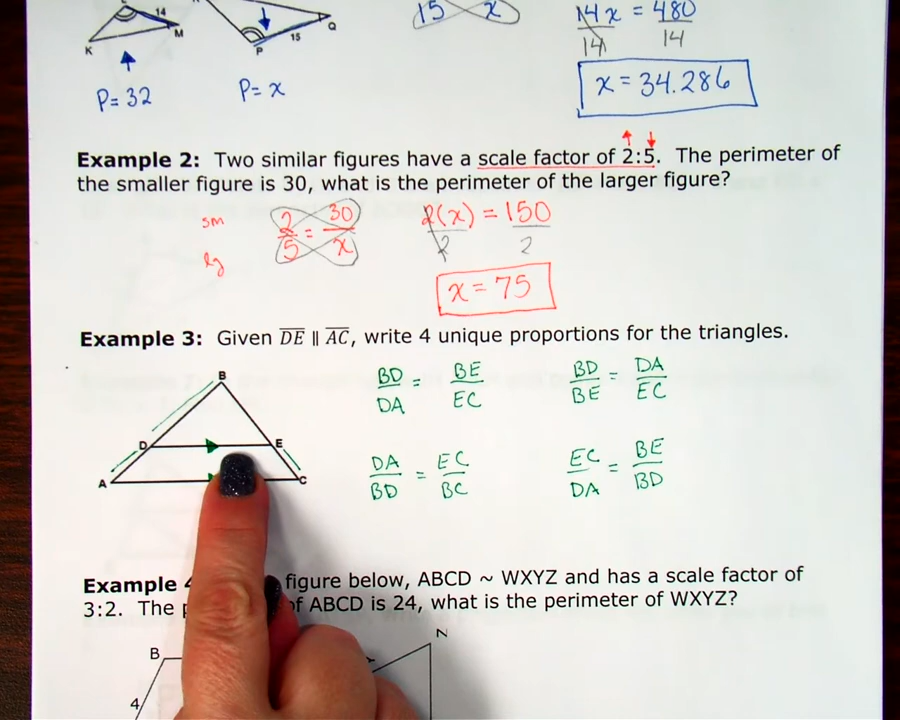 14
K
M
P
15
Q
P=32
P=x
15 x
14x = 480
14 14
x = 34.286
Example 2: Two similar figures have a scale factor of 2:5. The perimeter of
the smaller figure is 30, what is the perimeter of the larger figure?
sm 2 = 30 2(x) = 150
lg 5 x 2 2
x = 75
Example 3: Given DE ∥ AC, write 4 unique proportions for the triangles.
B
D E
A C
BD = BE BD = DA
DA EC BE EC
DA = EC EC = BE
BD BC DA BD
Example figure below, ABCD ~ WXYZ and has a scale factor of
3:2. The of ABCD is 24, what is the perimeter of WXYZ?
B
N
4